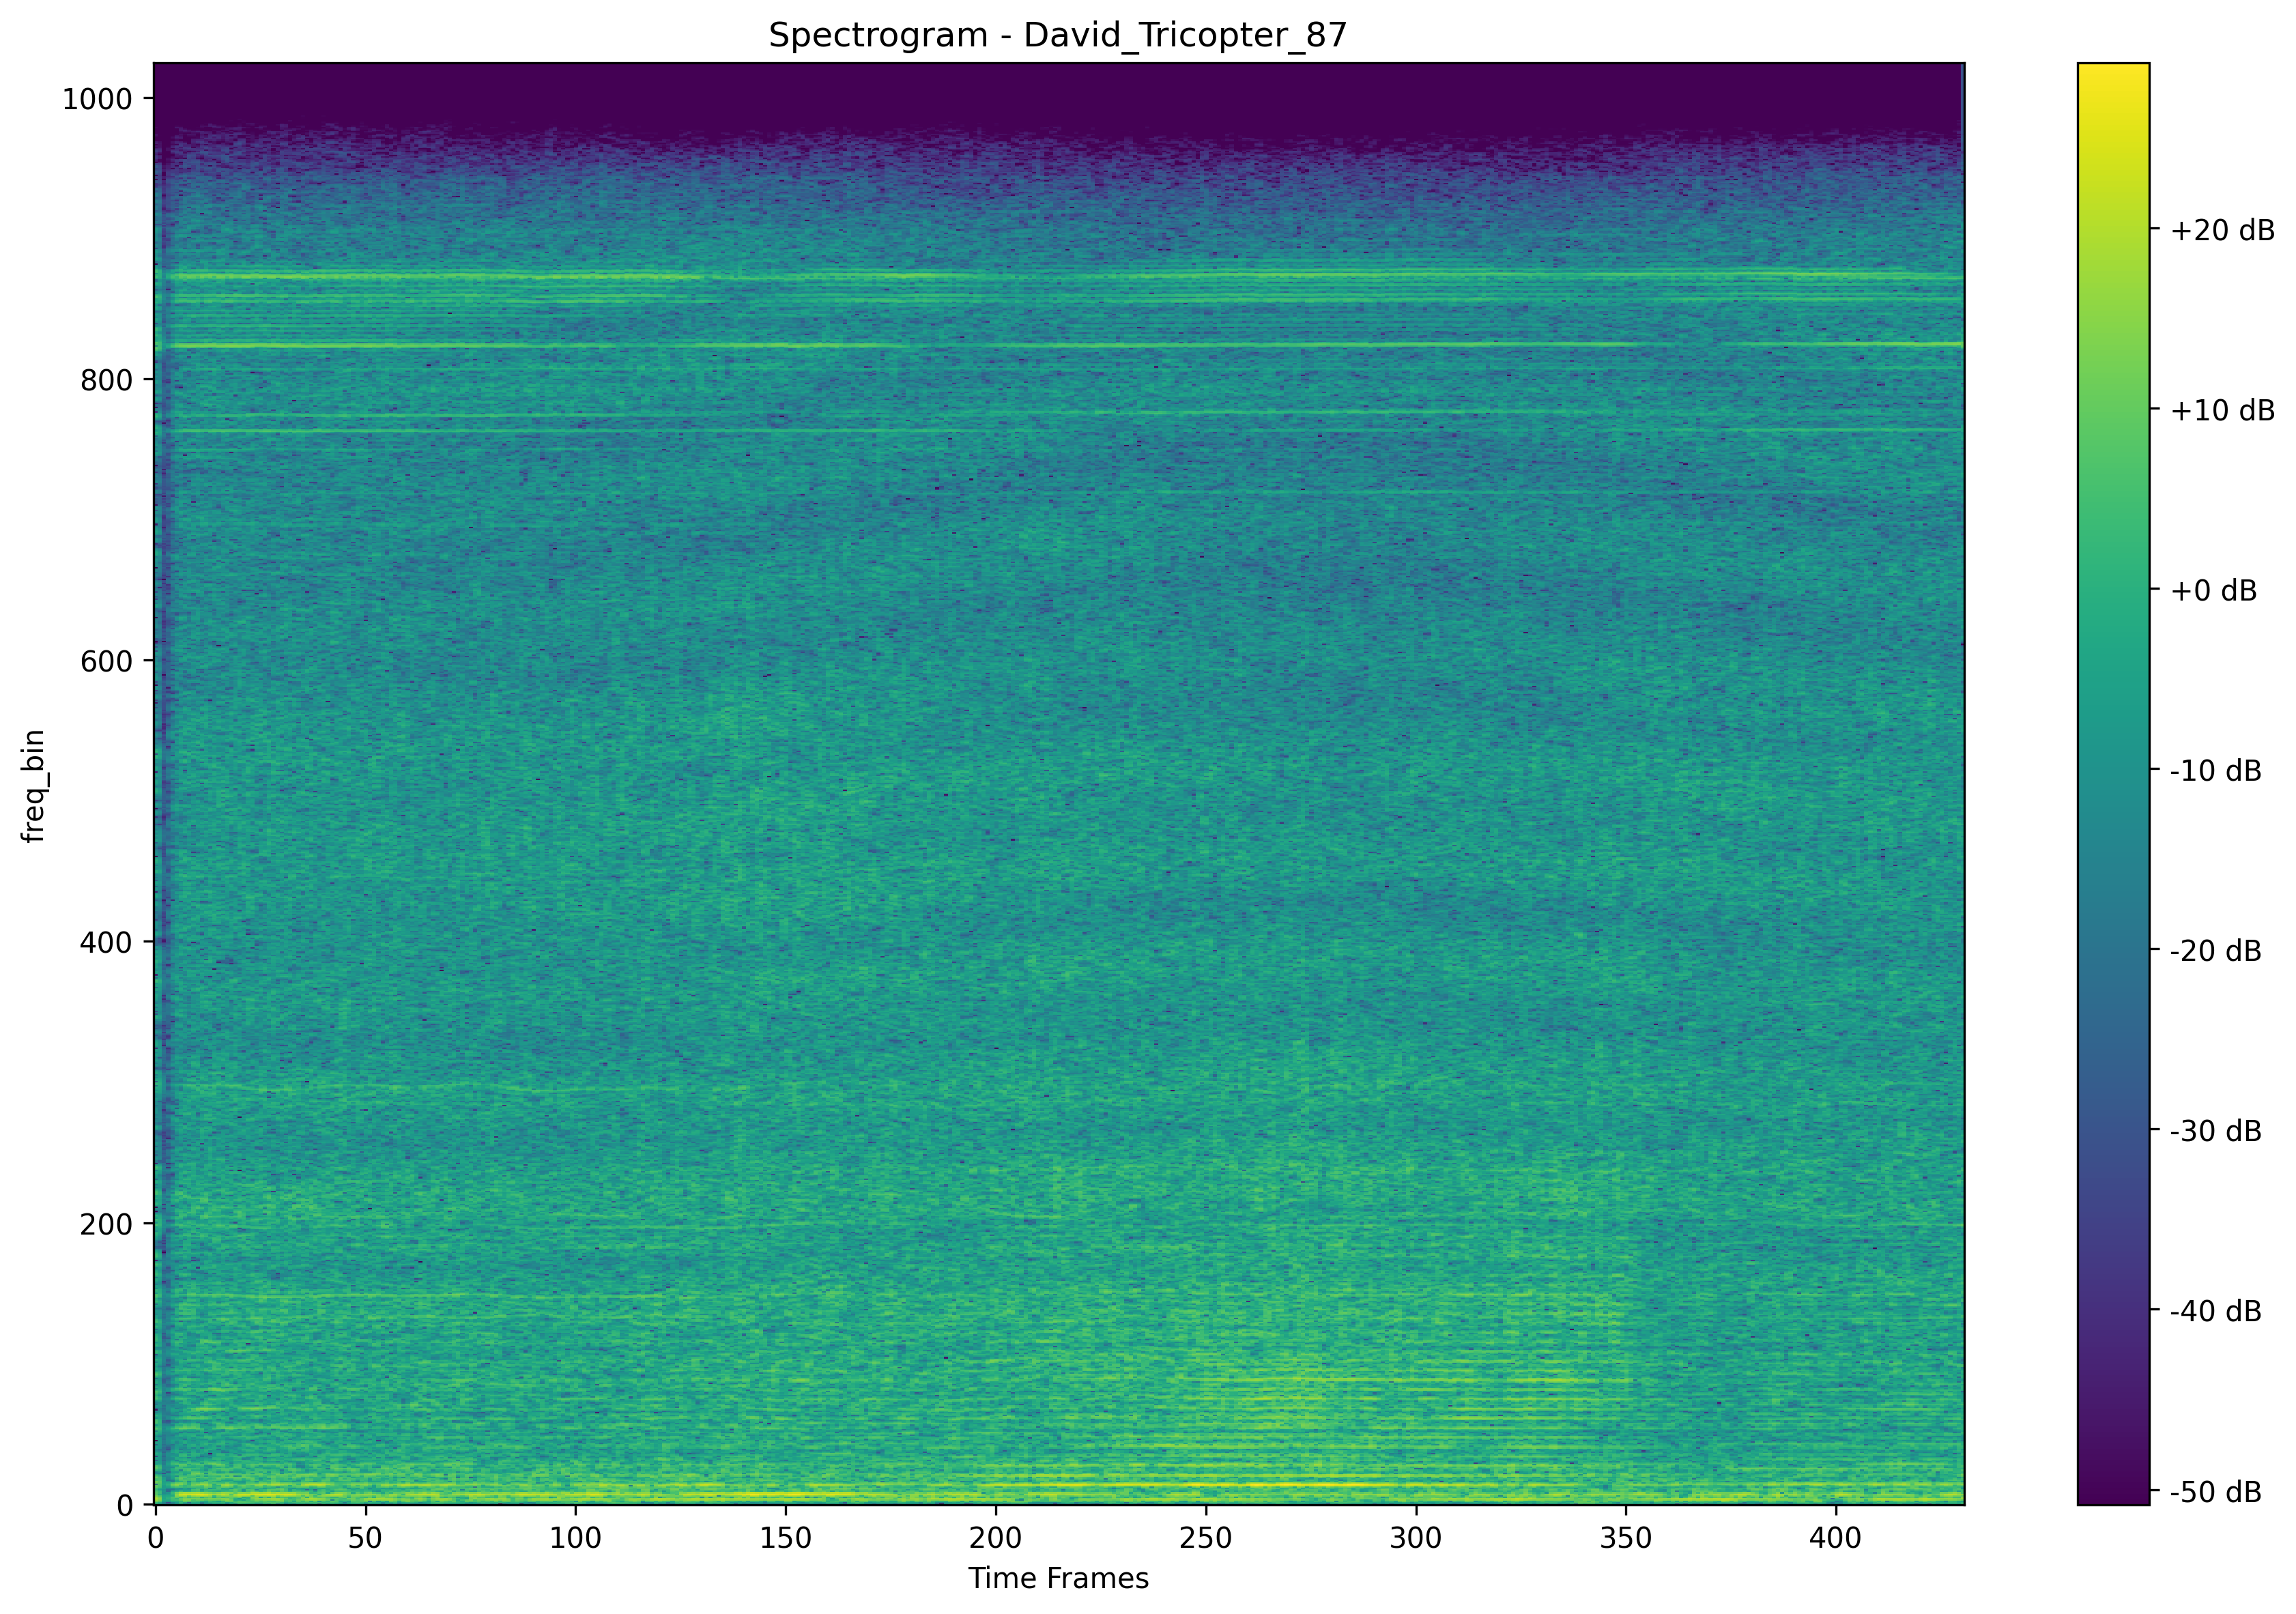 Spectrogram - David_Tricopter_87
1000
800
600
400
200
0
freq_bin
0 50 100 150 200 250 300 350 400
Time Frames
+20 dB
+10 dB
+0 dB
-10 dB
-20 dB
-30 dB
-40 dB
-50 dB